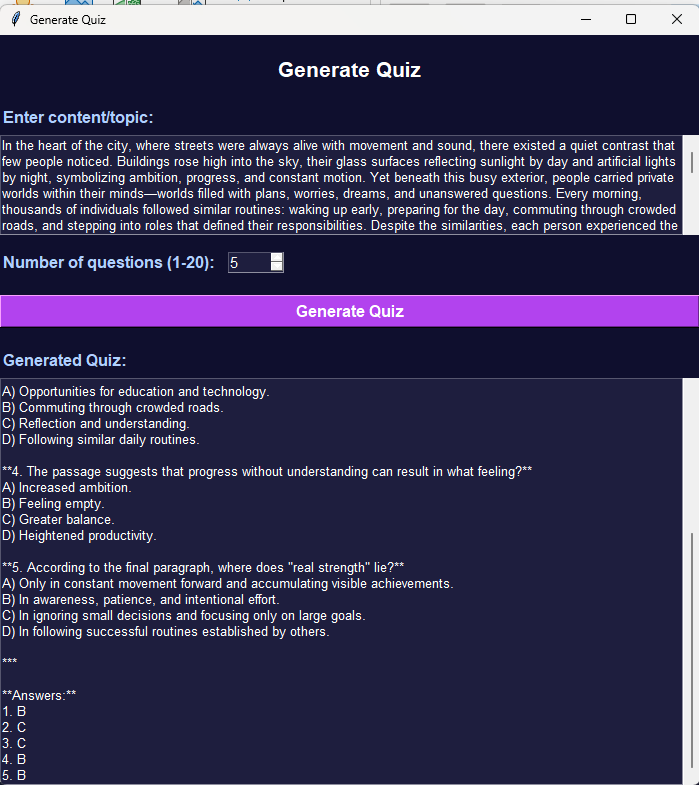 Generate Quiz
Generate Quiz
Enter content/topic:
In the heart of the city, where streets were always alive with movement and sound, there existed a quiet contrast that
few people noticed. Buildings rose high into the sky, their glass surfaces reflecting sunlight by day and artificial lights
by night, symbolizing ambition, progress, and constant motion. Yet beneath this busy exterior, people carried private
worlds within their minds—worlds filled with plans, worries, dreams, and unanswered questions. Every morning,
thousands of individuals followed similar routines: waking up early, preparing for the day, commuting through crowded
roads, and stepping into roles that defined their responsibilities. Despite the similarities, each person experienced the
Number of questions (1-20): 5
Generate Quiz
Generated Quiz:
A) Opportunities for education and technology.
B) Commuting through crowded roads.
C) Reflection and understanding.
D) Following similar daily routines.
**4. The passage suggests that progress without understanding can result in what feeling?**
A) Increased ambition.
B) Feeling empty.
C) Greater balance.
D) Heightened productivity.
**5. According to the final paragraph, where does "real strength" lie?**
A) Only in constant movement forward and accumulating visible achievements.
B) In awareness, patience, and intentional effort.
C) In ignoring small decisions and focusing only on large goals.
D) In following successful routines established by others.
***
**Answers:**
1. B
2. C
3. C
4. B
5. B